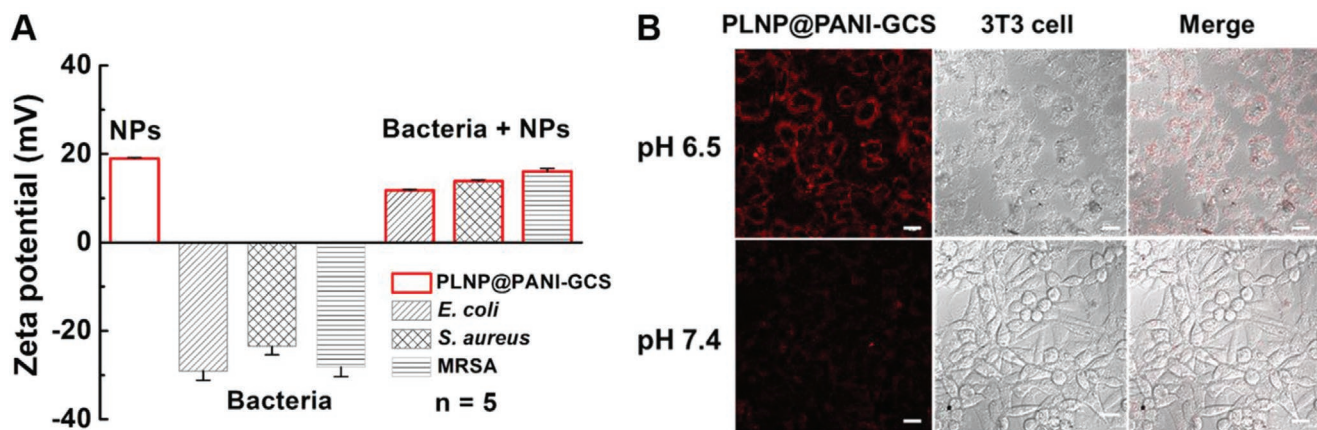 A
Zeta potential (mV)
40
20
0
-20
-40
NPs
Bacteria + NPs
Bacteria
PLNP@PANI-GCS
E. coli
S. aureus
MRSA
n = 5
B
PLNP@PANI-GCS 3T3 cell Merge
pH 6.5
pH 7.4